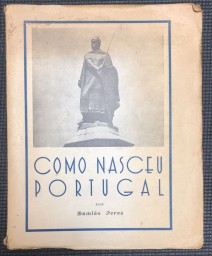 COMO NASCEU
PORTUGAL
POR
Damião Peres